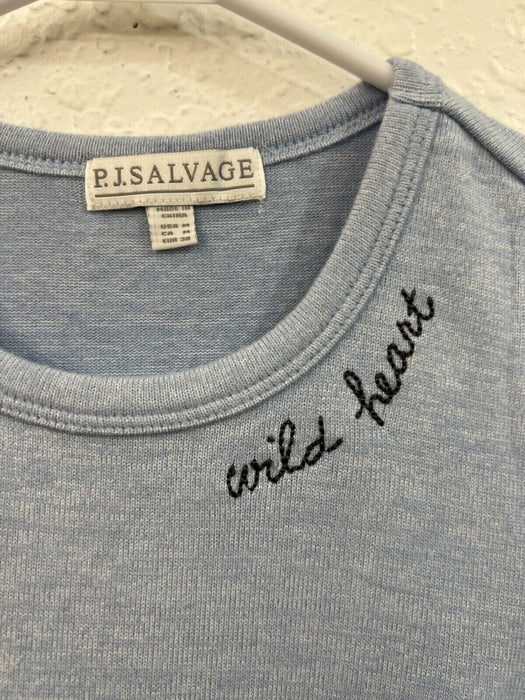 P.J.SALVAGE
MADE IN
CHINA
USA M
CA M
EUR 38
wild heart